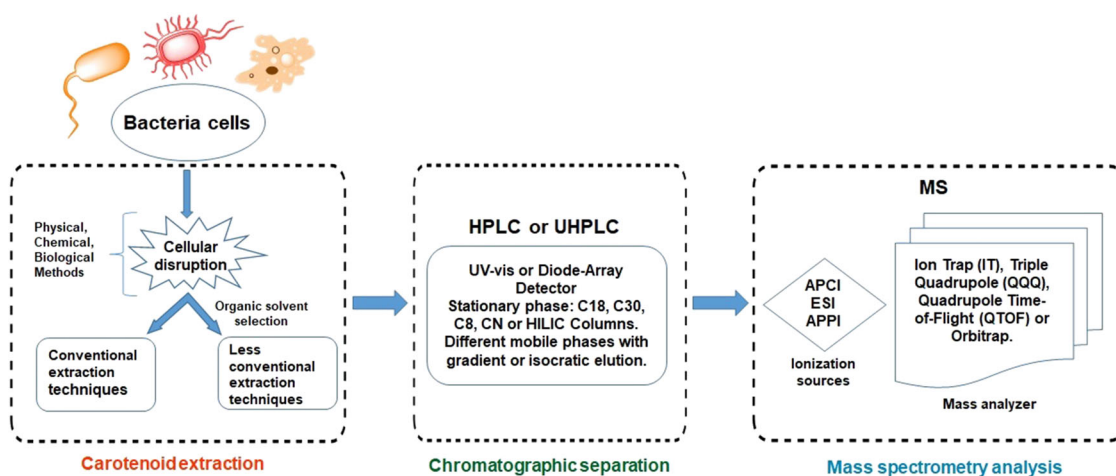 Bacteria cells
Physical,
Chemical,
Biological
Methods
Cellular
disruption
Organic solvent
selection
Conventional
extraction
techniques
Less
conventional
extraction
techniques
Carotenoid extraction
HPLC or UHPLC
UV-vis or Diode-Array
Detector
Stationary phase: C18, C30,
C8, CN or HILIC Columns.
Different mobile phases with
gradient or isocratic elution.
Chromatographic separation
MS
APCI
ESI
APPI
Ionization
sources
Ion Trap (IT), Triple
Quadrupole (QQQ),
Quadrupole Time-
of-Flight (QTOF) or
Orbitrap.
Mass analyzer
Mass spectrometry analysis